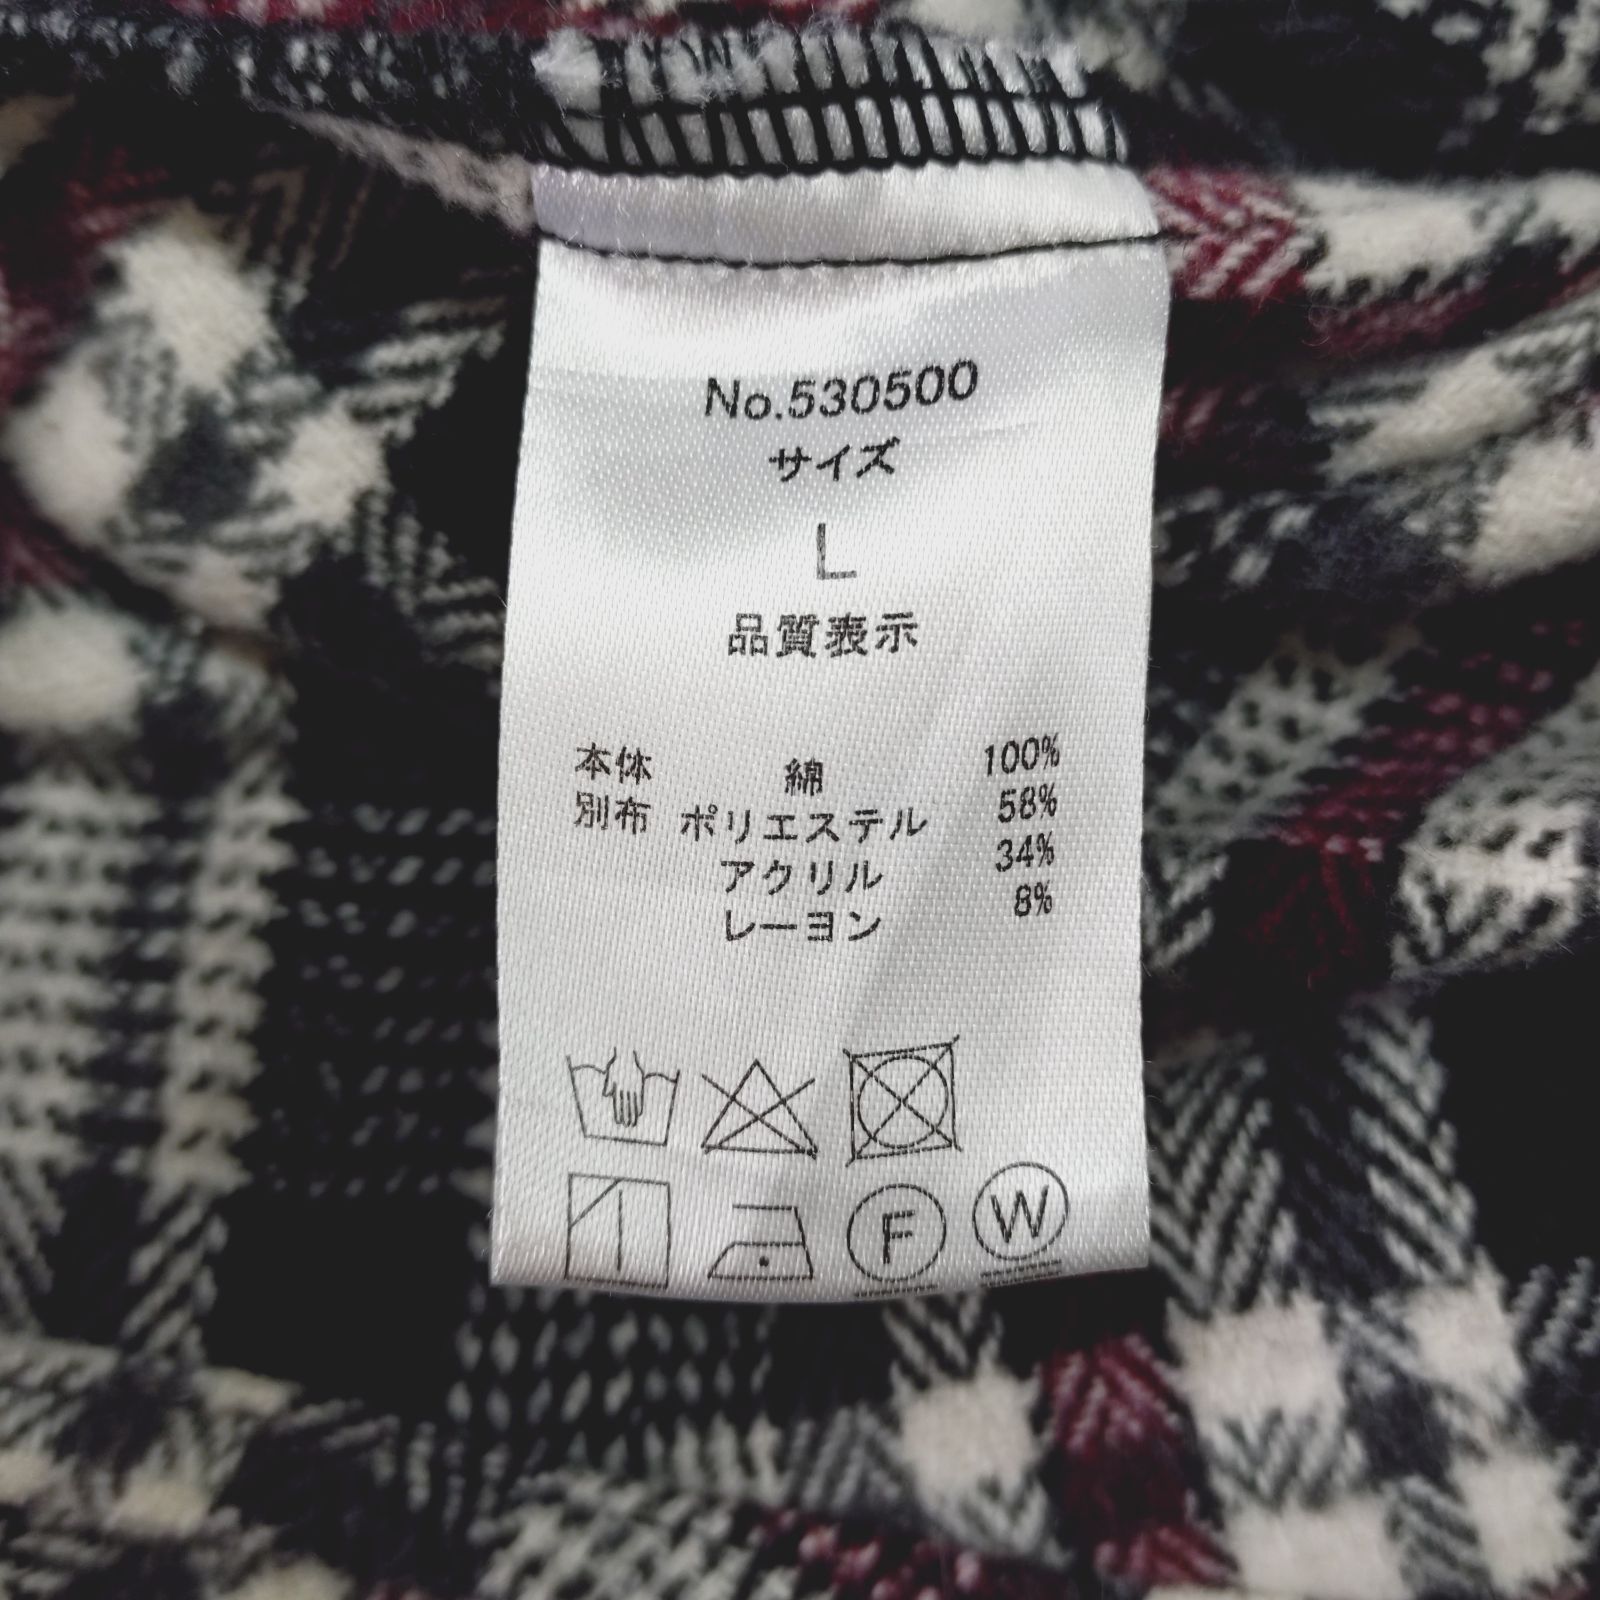 No.530500
サイズ
L
品質表示
本体 綿 100%
別布 ポリエステル 58%
アクリル 34%
レーヨン 8%
F W